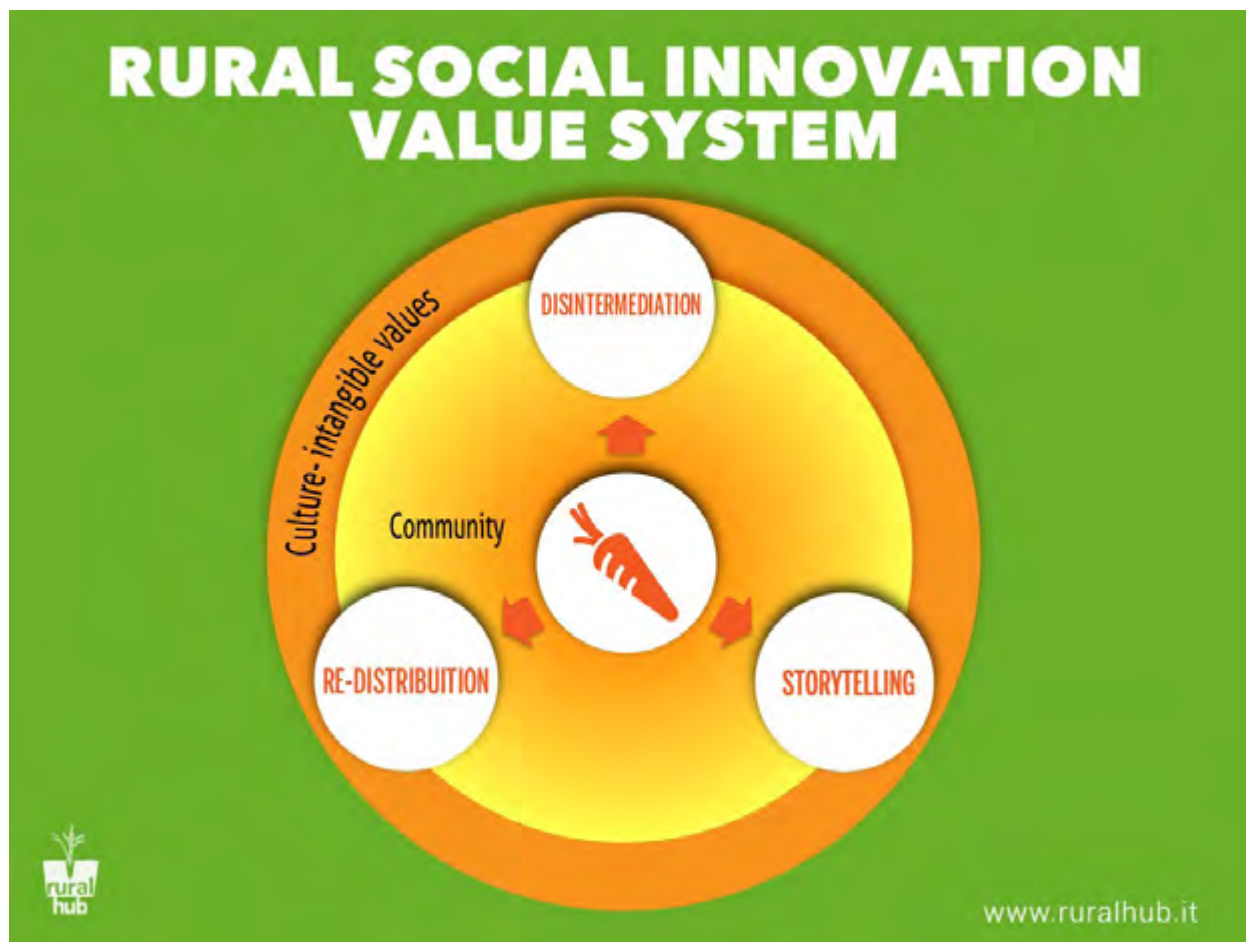 RURAL SOCIAL INNOVATION
VALUE SYSTEM
DISINTERMEDIATION
Culture- intangible values
Community
RE-DISTRIBUITION
STORYTELLING
rural
hub
www.ruralhub.it